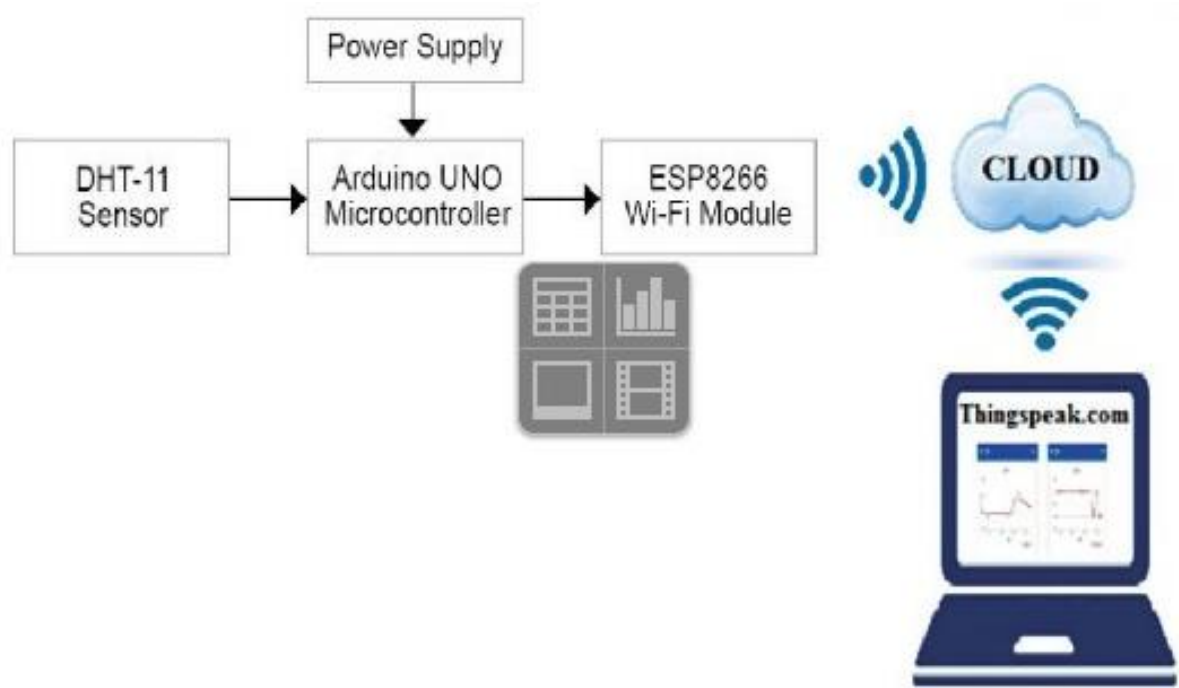 Power Supply
DHT-11
Sensor
Arduino UNO
Microcontroller
ESP8266
Wi-Fi Module
CLOUD
Thingspeak.com